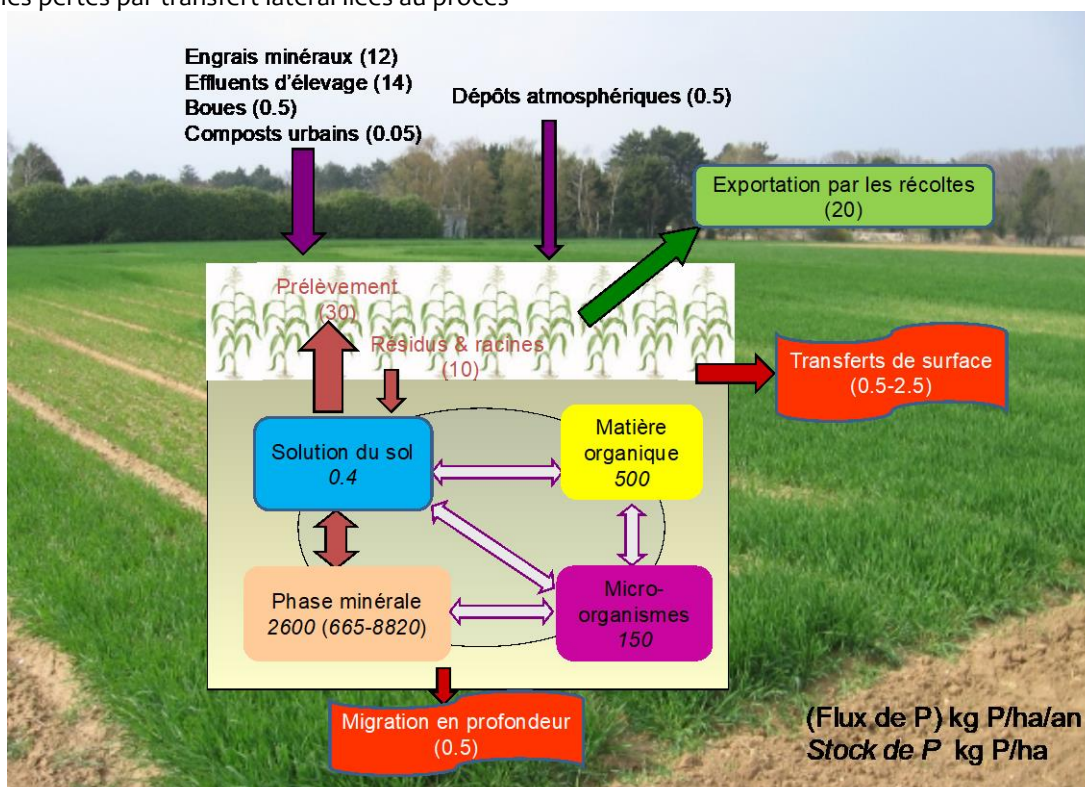 les pertes par transfert latéral liées au procès
Engrais minéraux (12)
Effluents d'élevage (14)
Boues (0.5)
Composts urbains (0.05)
Dépôts atmosphériques (0.5)
Exportation par les récoltes
(20)
Prélèvement
(30)
Résidus & racines
(10)
Transferts de surface
(0.5-2.5)
Solution du sol
0.4
Matière
organique
500
Phase minérale
2600 (665-8820)
Micro-
organismes
150
Migration en profondeur
(0.5)
(Flux de P) kg P/ha/an
Stock de P kg P/ha